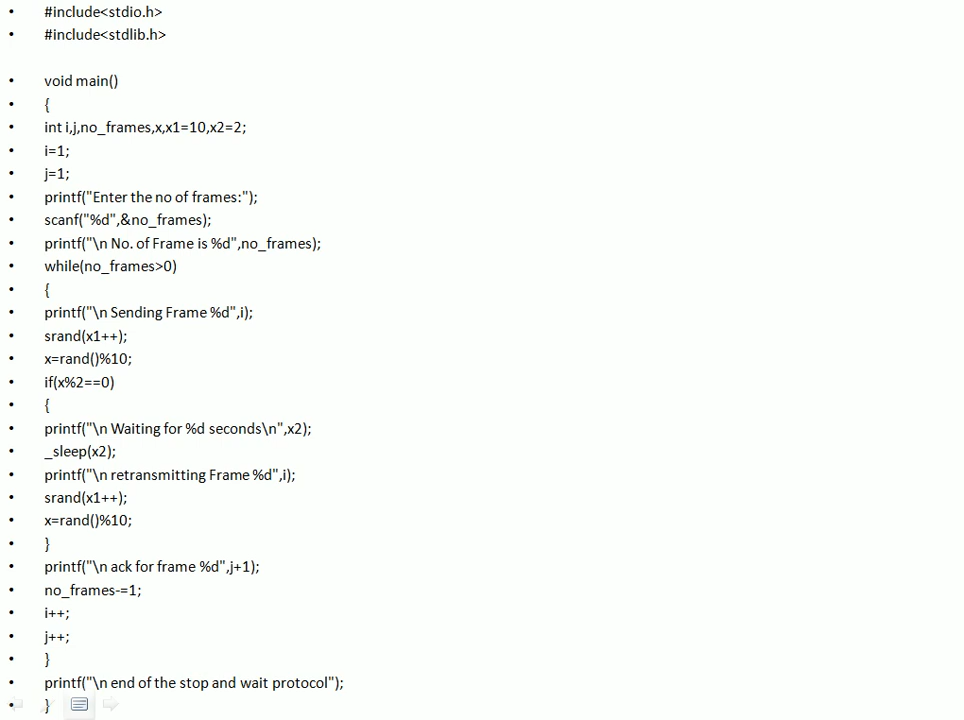 • #include<stdio.h>
• #include<stdlib.h>
• void main()
• {
• int i,j,no_frames,x,x1=10,x2=2;
• i=1;
• j=1;
• printf("Enter the no of frames:");
• scanf("%d",&no_frames);
• printf("\n No. of Frame is %d",no_frames);
• while(no_frames>0)
• {
• printf("\n Sending Frame %d",i);
• srand(x1++);
• x=rand()%10;
• if(x%2==0)
• {
• printf("\n Waiting for %d seconds\n",x2);
• _sleep(x2);
• printf("\n retransmitting Frame %d",i);
• srand(x1++);
• x=rand()%10;
• }
• printf("\n ack for frame %d",j+1);
• no_frames-=1;
• i++;
• j++;
• }
• printf("\n end of the stop and wait protocol");
• }